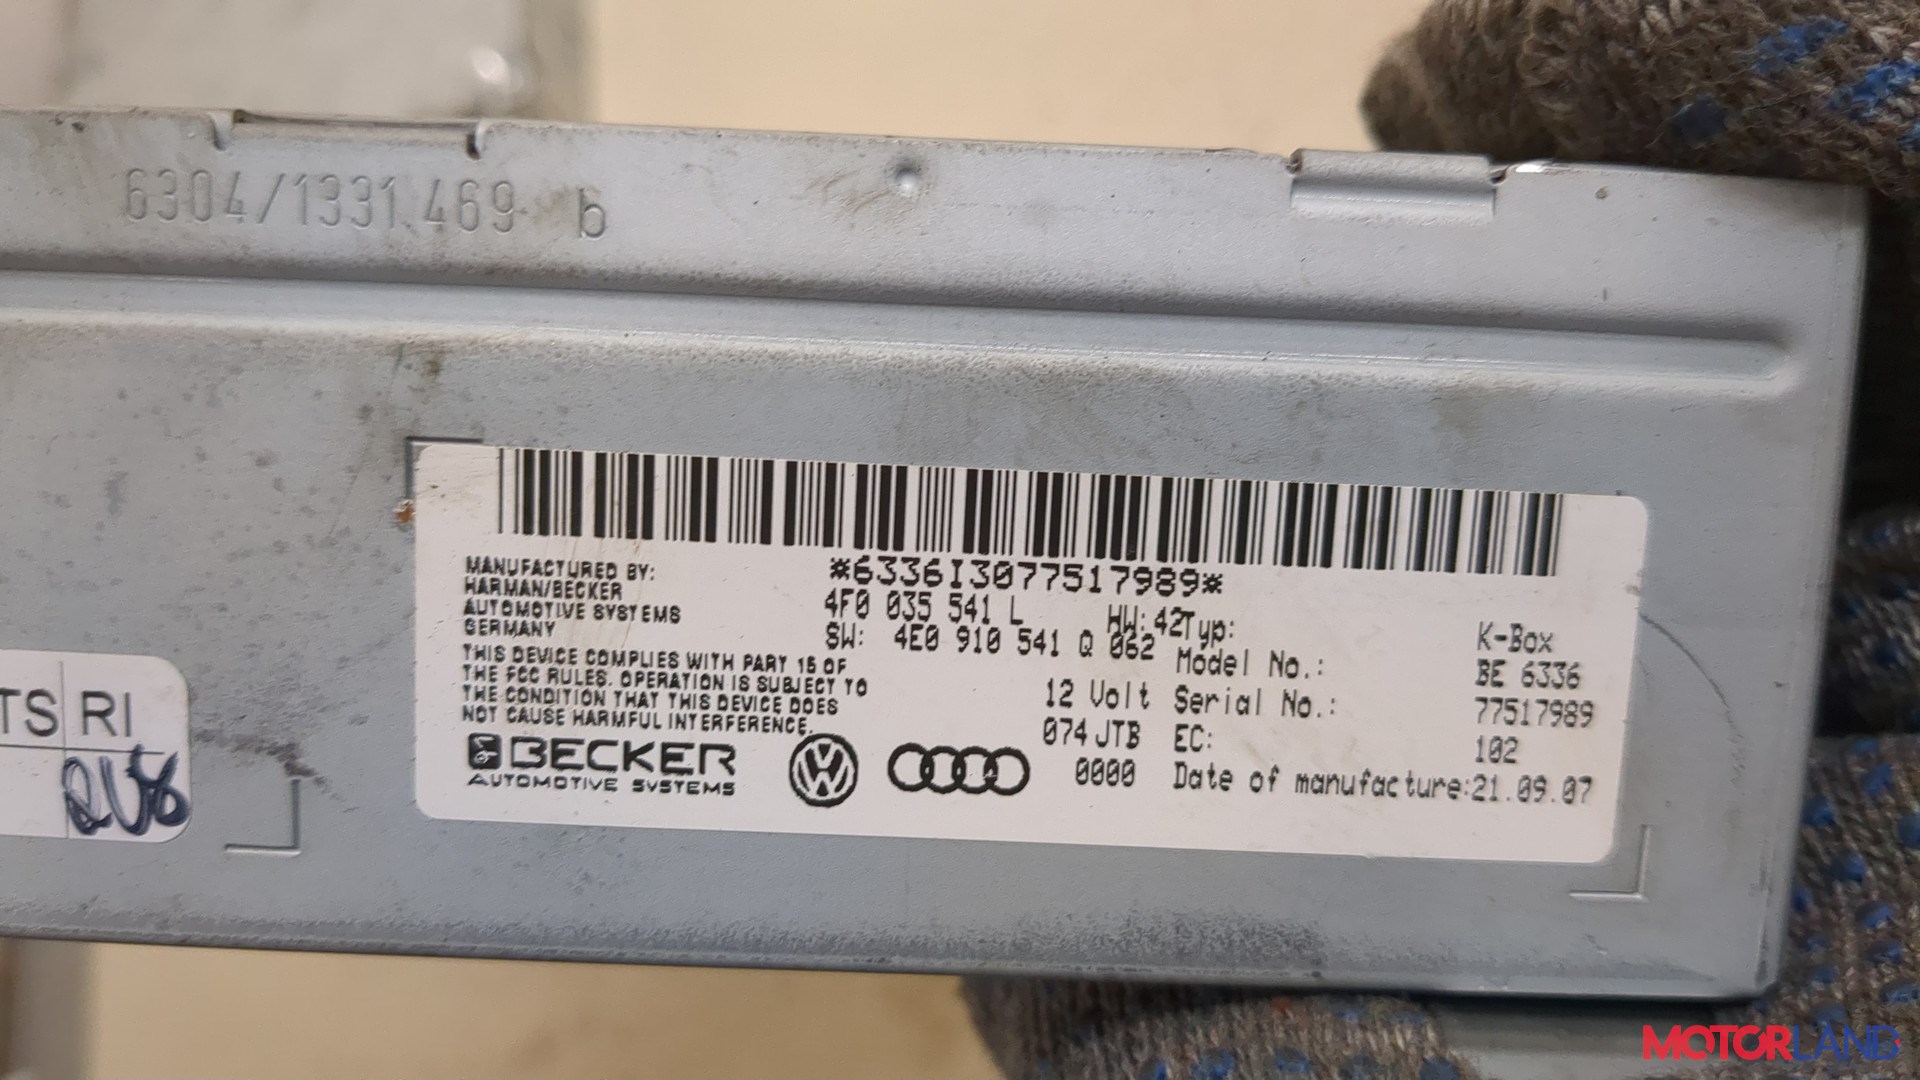 6304/1331.469 b
*6336I3077517989*
MANUFACTURED BY:
HARMAN/BECKER
AUTOMOTIVE SYSTEMS
GERMANY
4F0 035 541 L HW:42
SW: 4E0 910 541 Q 062
THIS DEVICE COMPLIES WITH PART 15 OF
THE FCC RULES. OPERATION IS SUBJECT TO
THE CONDITION THAT THIS DEVICE DOES
NOT CAUSE HARMFUL INTERFERENCE.
12 Volt
074 JTB
0000
Typ: K-Box
Model No.: BE 6336
Serial No.: 77517989
EC: 102
Date of manufacture:21.09.07
BECKER
AUTOMOTIVE SYSTEMS
TS RI
MOTORLAND